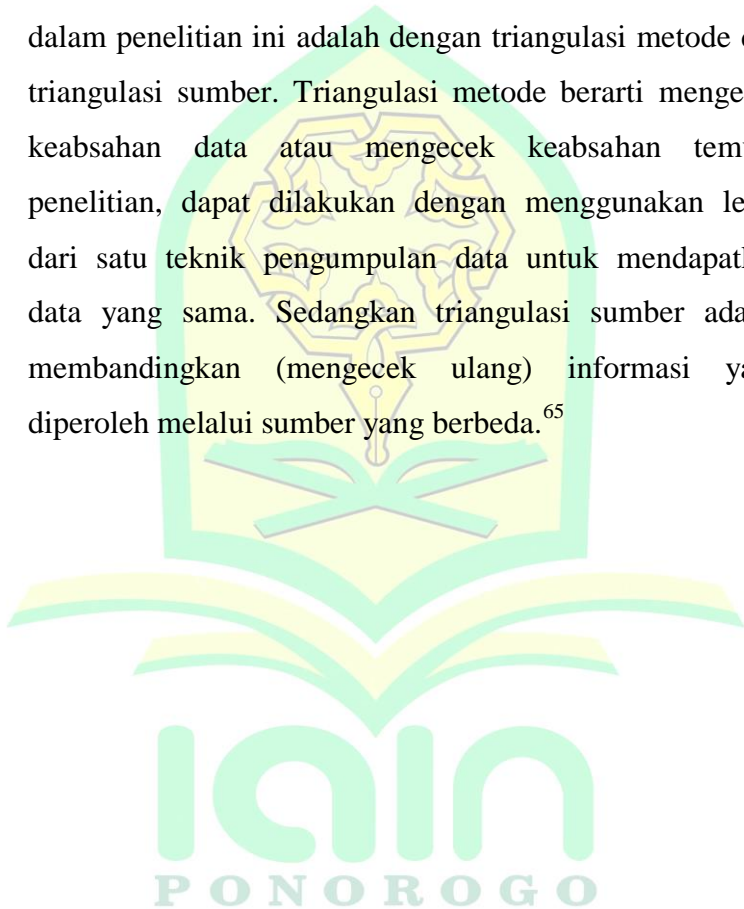 dalam penelitian ini adalah dengan triangulasi metode
triangulasi sumber. Triangulasi metode berarti menge
keabsahan data atau mengecek keabsahan tem
penelitian, dapat dilakukan dengan menggunakan le
dari satu teknik pengumpulan data untuk mendapat
data yang sama. Sedangkan triangulasi sumber ada
membandingkan (mengecek ulang) informasi ya
diperoleh melalui sumber yang berbeda.65
iain
PONOROGO